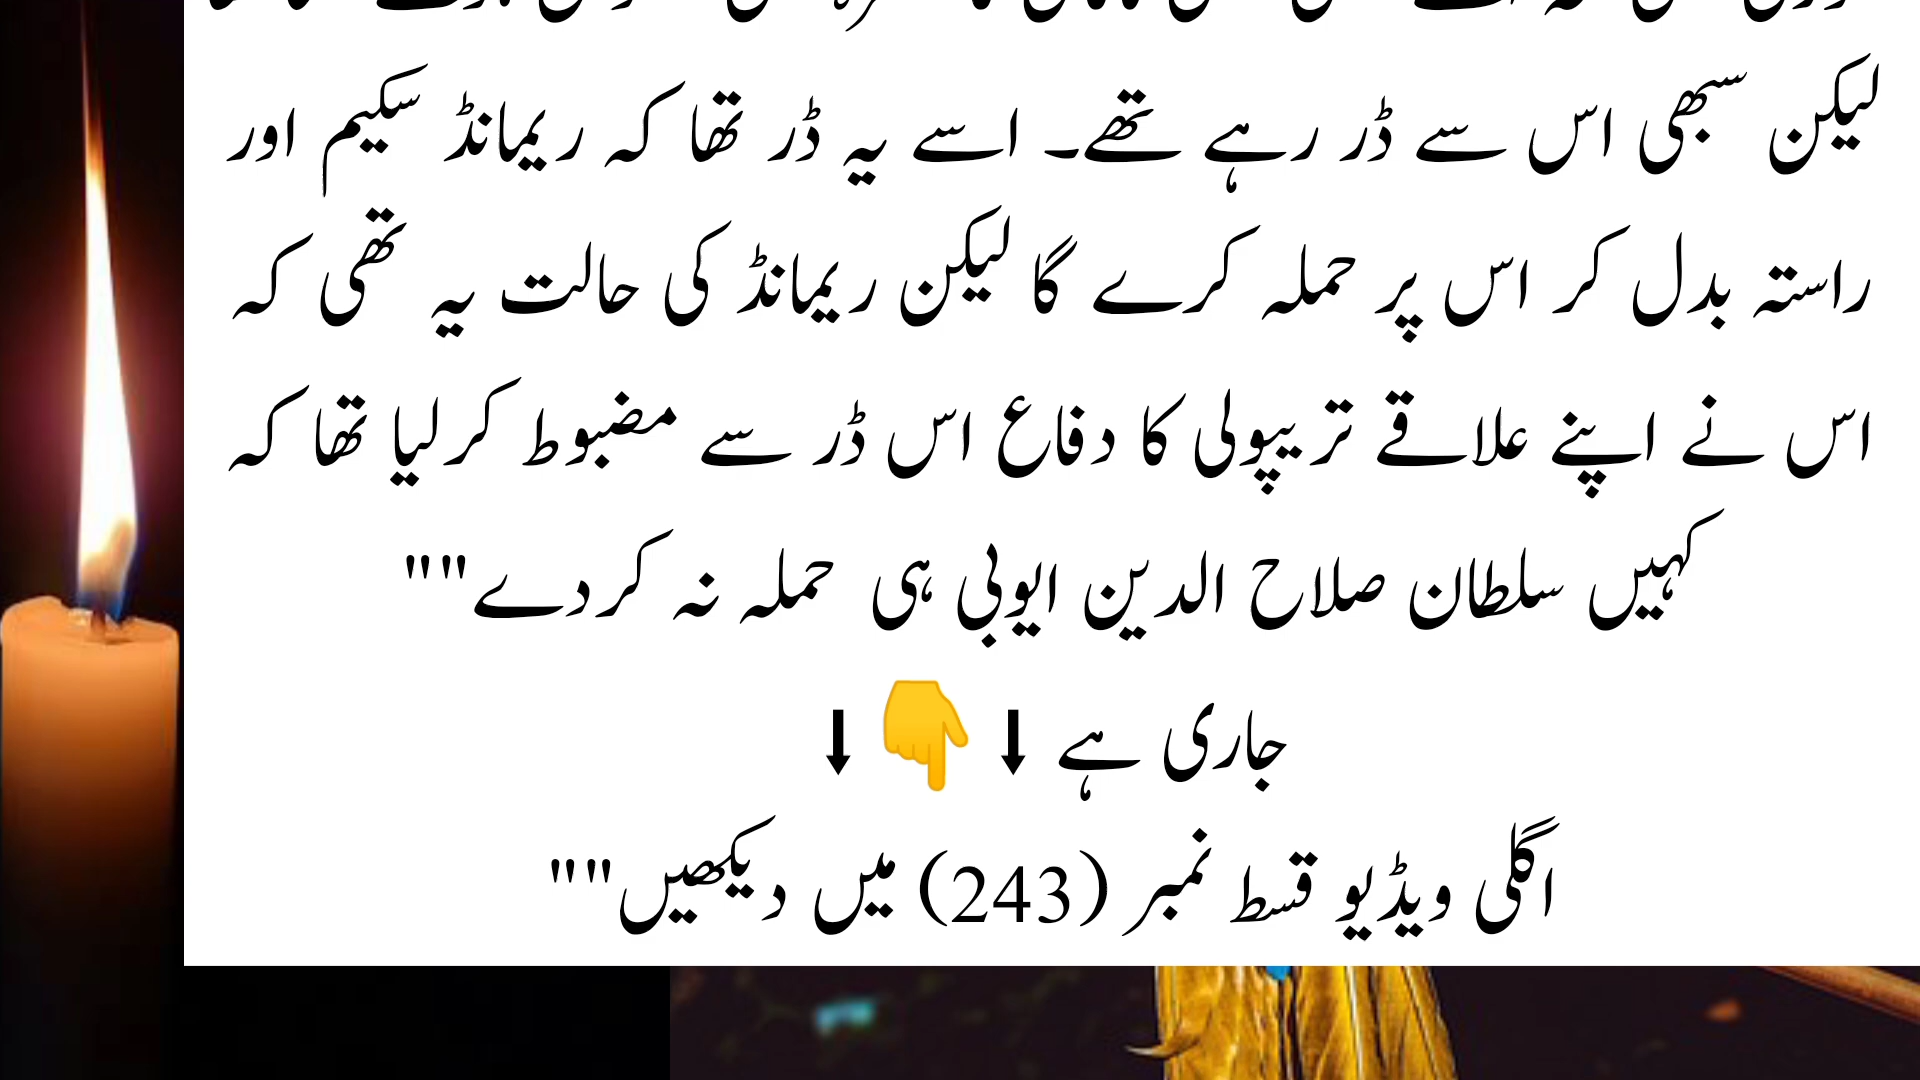 لیکن سبھی اس سے ڈر رہے تھے۔ اسے یہ ڈر تھا کہ ریمانڈ سکیم اور
راستہ بدل کر اس پر حملہ کرے گا لیکن ریمانڈ کی حالت یہ تھی کہ
اس نے اپنے علاقے تریپولی کا دفاع اس ڈر سے مضبوط کرلیا تھا کہ
کہیں سلطان صلاح الدین ایوبی ہی حملہ نہ کردے""
جاری ہے ⬇👇⬇
اگلی ویڈیو قسط نمبر (243) میں دیکھیں""